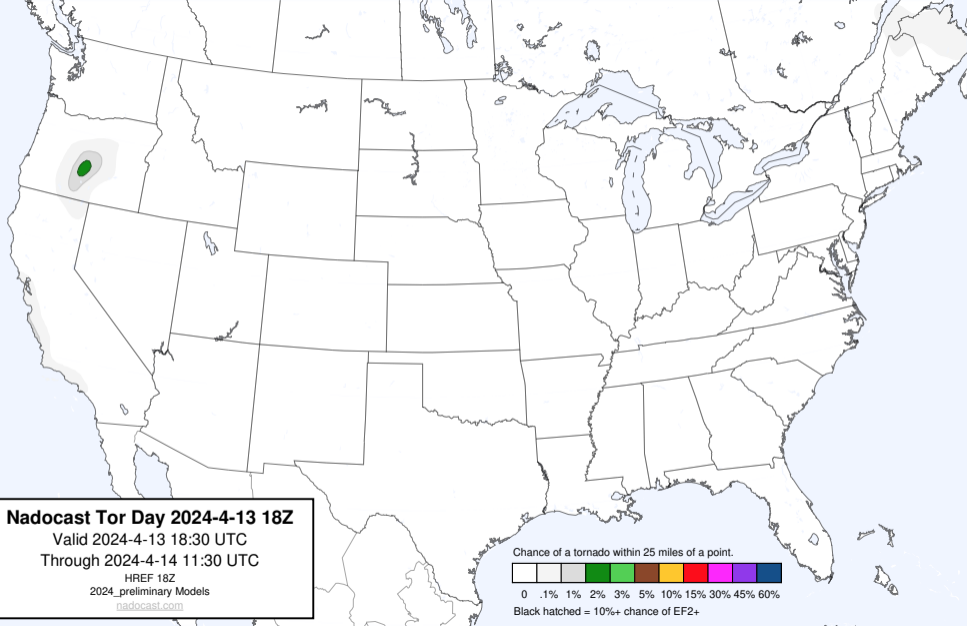 Nadocast Tor Day 2024-4-13 18Z
Valid 2024-4-13 18:30 UTC
Through 2024-4-14 11:30 UTC
HREF 18Z
2024_preliminary Models
nadocast.com
Chance of a tornado within 25 miles of a point.
0 .1% 1% 2% 3% 5% 10% 15% 30% 45% 60%
Black hatched = 10%+ chance of EF2+